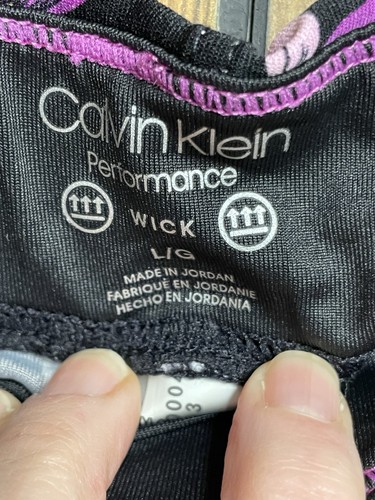 Calvin Klein
Performance
WICK
L/G
MADE IN JORDAN
FABRIQUÉ EN JORDANIE
HECHO EN JORDANIA